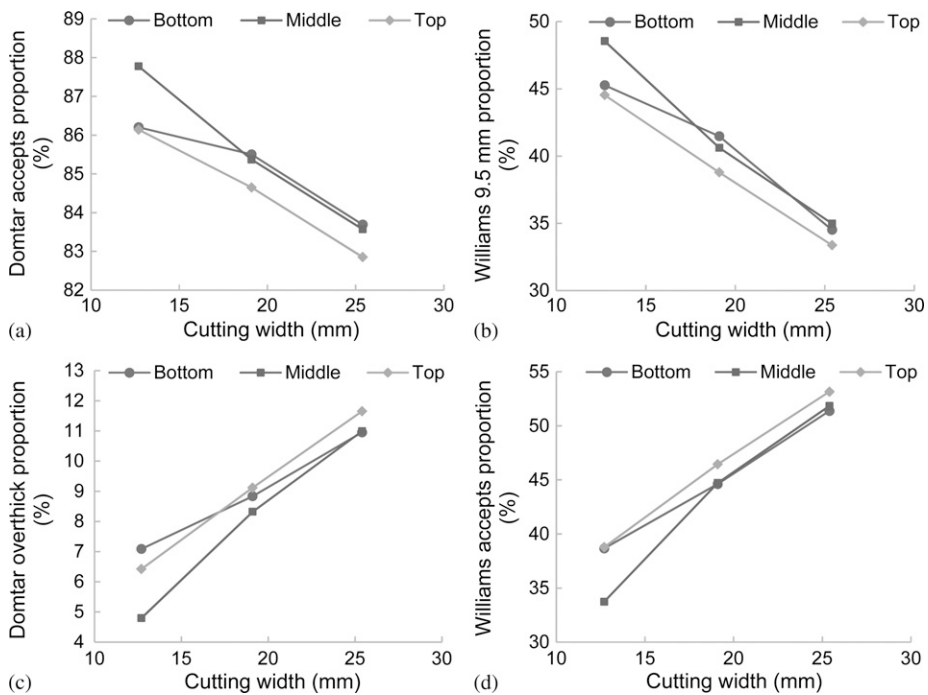 89
Bottom Middle Top
88
87
86
85
84
83
82
10 15 20 25 30
Domtar accepts proportion
(%)
Cutting width (mm)
(a)
50
Bottom Middle Top
45
40
35
30
10 15 20 25 30
Williams 9.5 mm proportion
(%)
Cutting width (mm)
(b)
13
Bottom Middle Top
12
11
10
9
8
7
6
5
4
10 15 20 25 30
Domtar overthick proportion
(%)
Cutting width (mm)
(c)
55
Bottom Middle Top
50
45
40
35
30
10 15 20 25 30
Williams accepts proportion
(%)
Cutting width (mm)
(d)